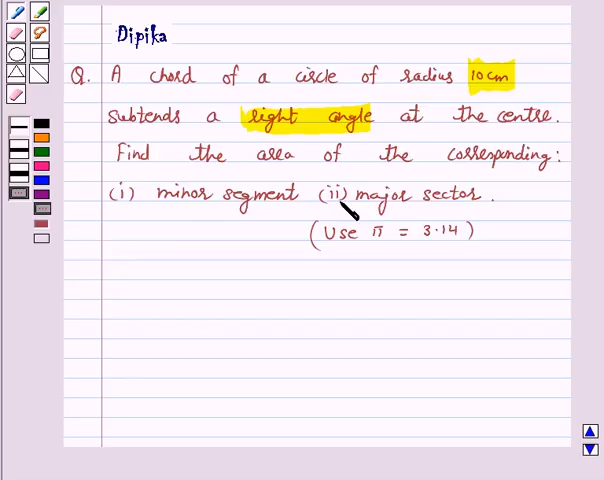 Dipika
Q. A chord of a circle of radius 10 cm
subtends a right angle at the centre.
Find the area of the corresponding:
(i) minor segment (ii) major sector.
(Use π = 3.14)